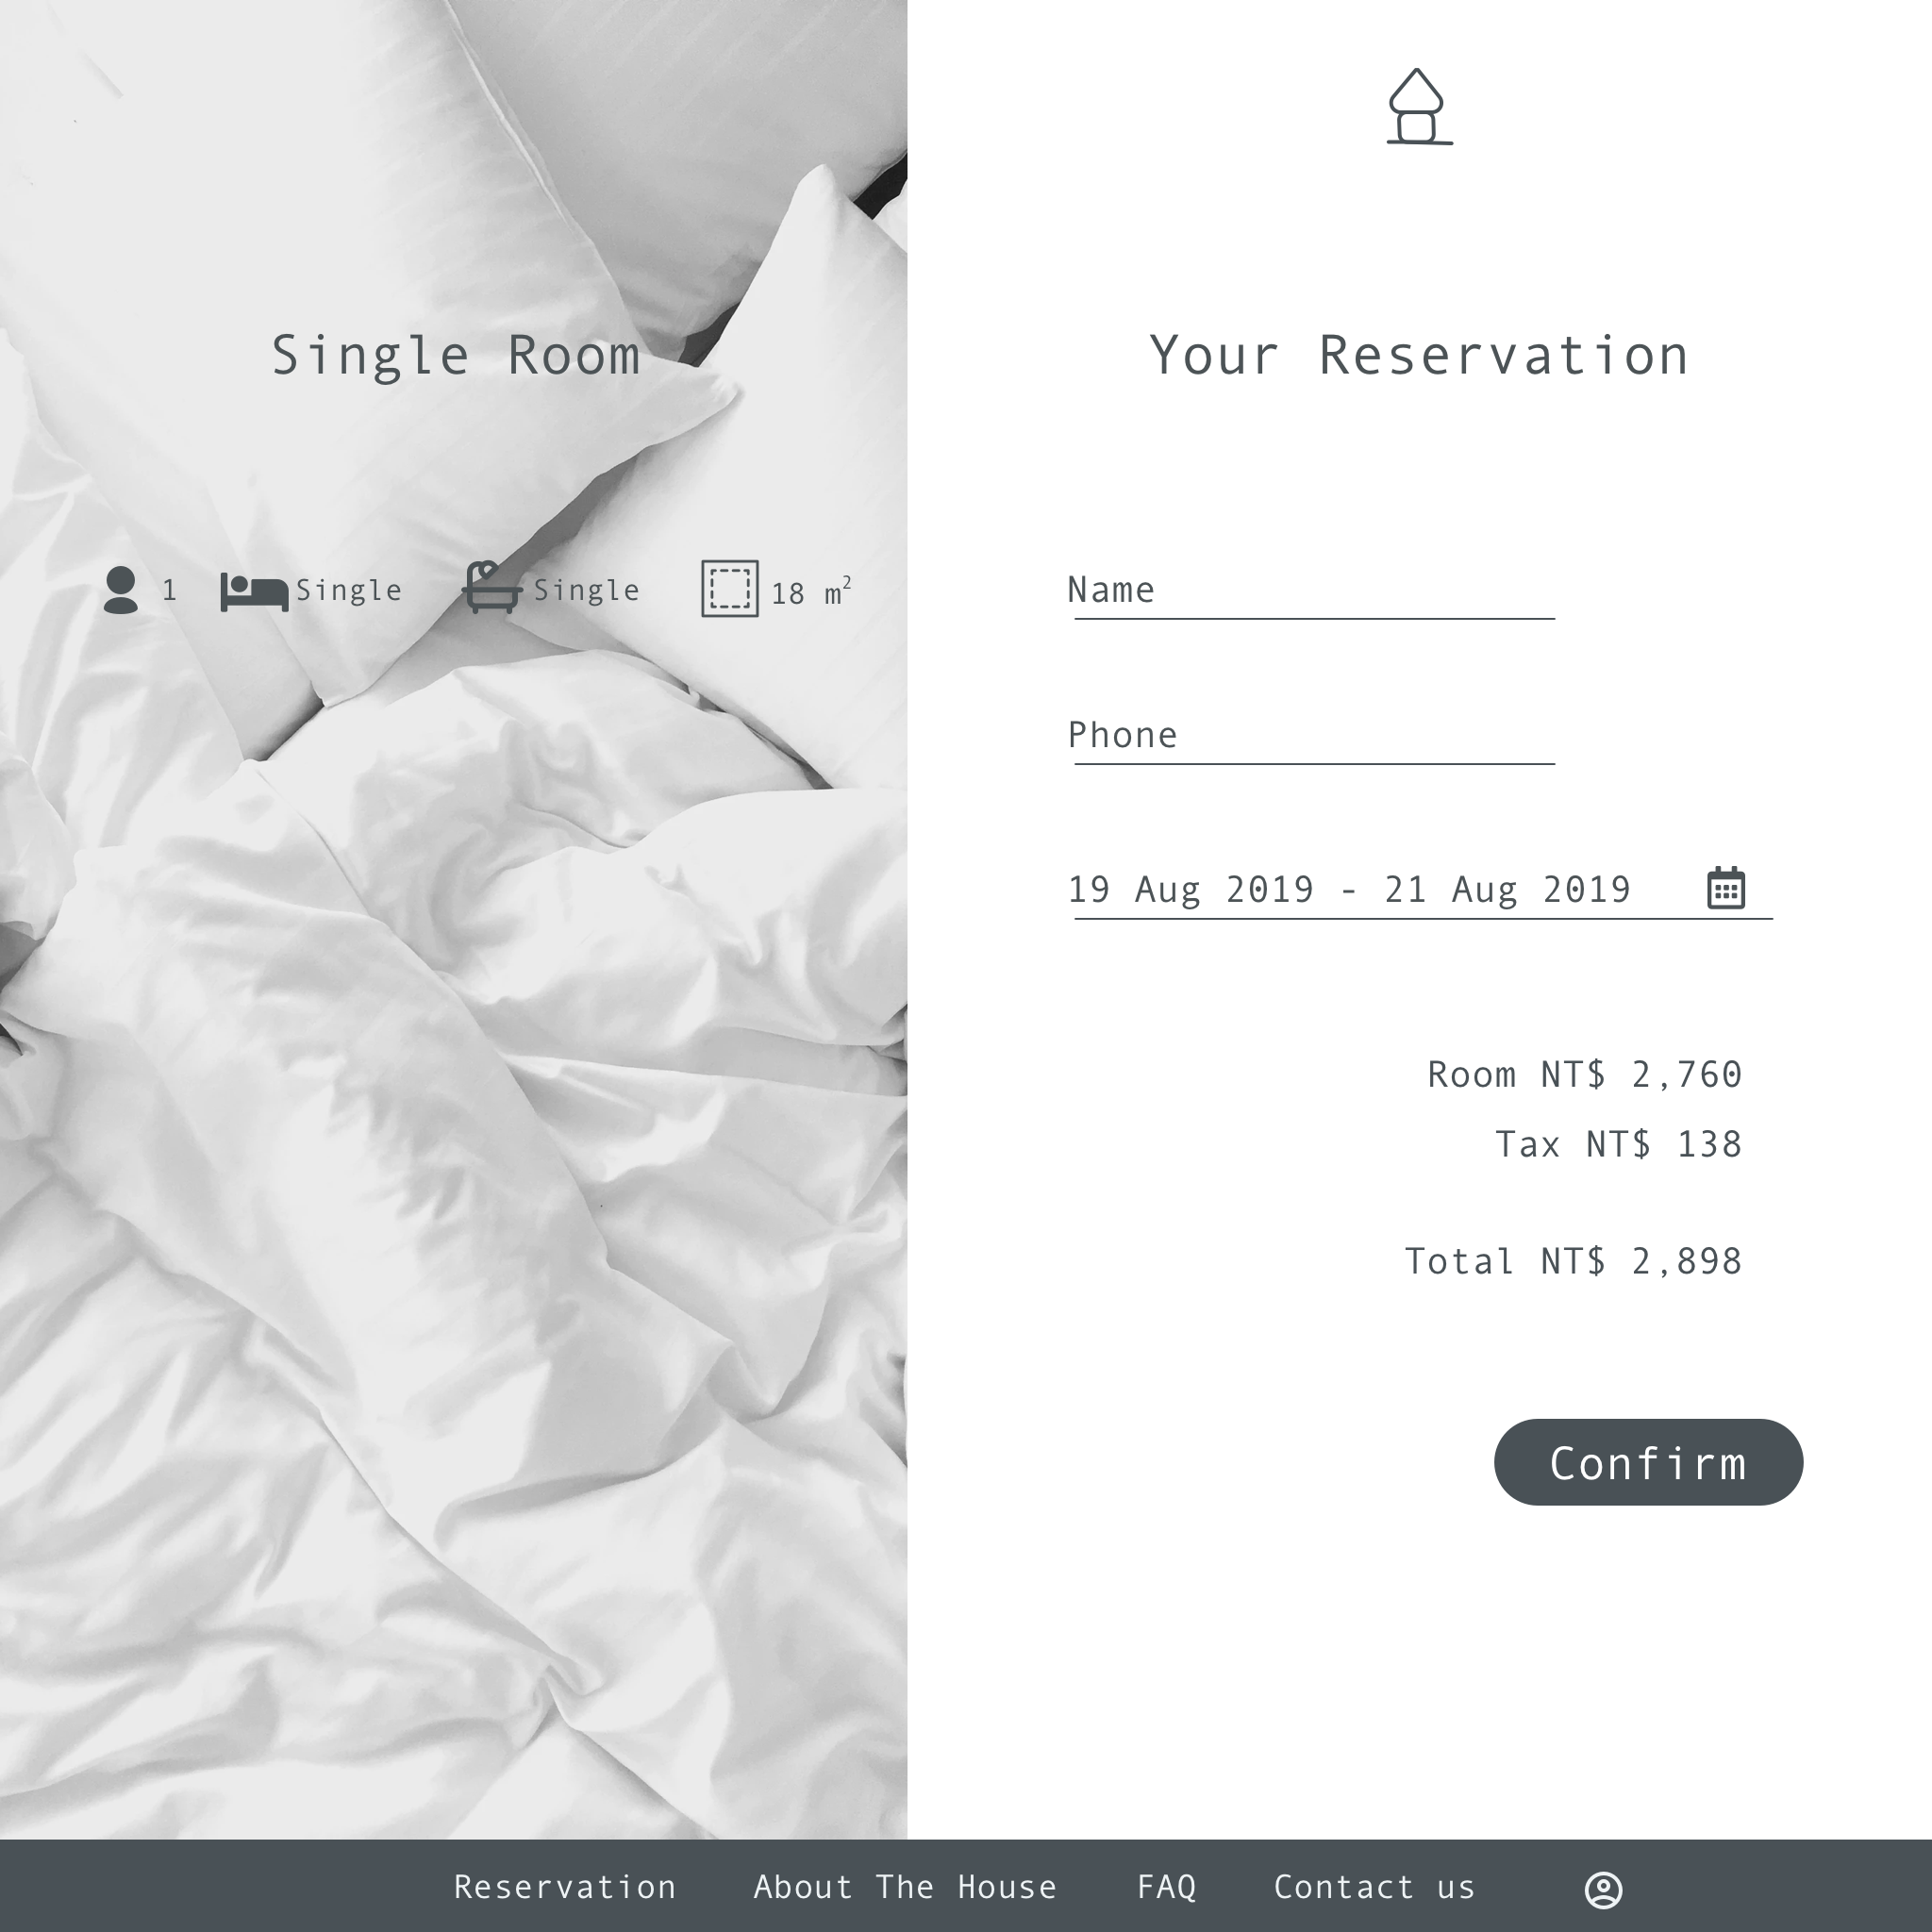 Single Room
1 Single Single 18 m²
Your Reservation
Name
Phone
19 Aug 2019 - 21 Aug 2019
Room NT$ 2,760
Tax NT$ 138
Total NT$ 2,898
Confirm
Reservation About The House FAQ Contact us